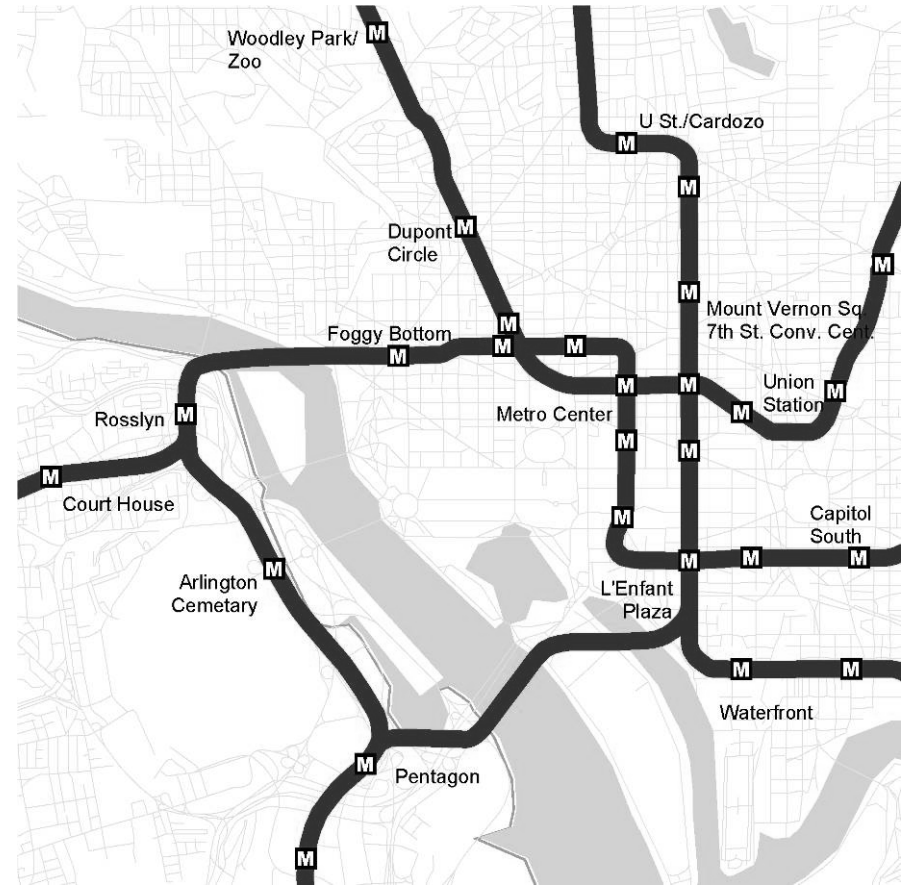 Woodley Park/
Zoo
M
U St./Cardozo
M
M
Dupont
Circle
M
M
M
Mount Vernon Sq.
7th St. Conv. Cent.
Foggy Bottom
M
M
M
M
Union
Station
M
M
M
M
Metro Center
Rosslyn
M
M
M
Court House
M
Capitol
South
M
M
M
M
L'Enfant
Plaza
Arlington
Cemetary
M
M
M
Waterfront
Pentagon
M
M